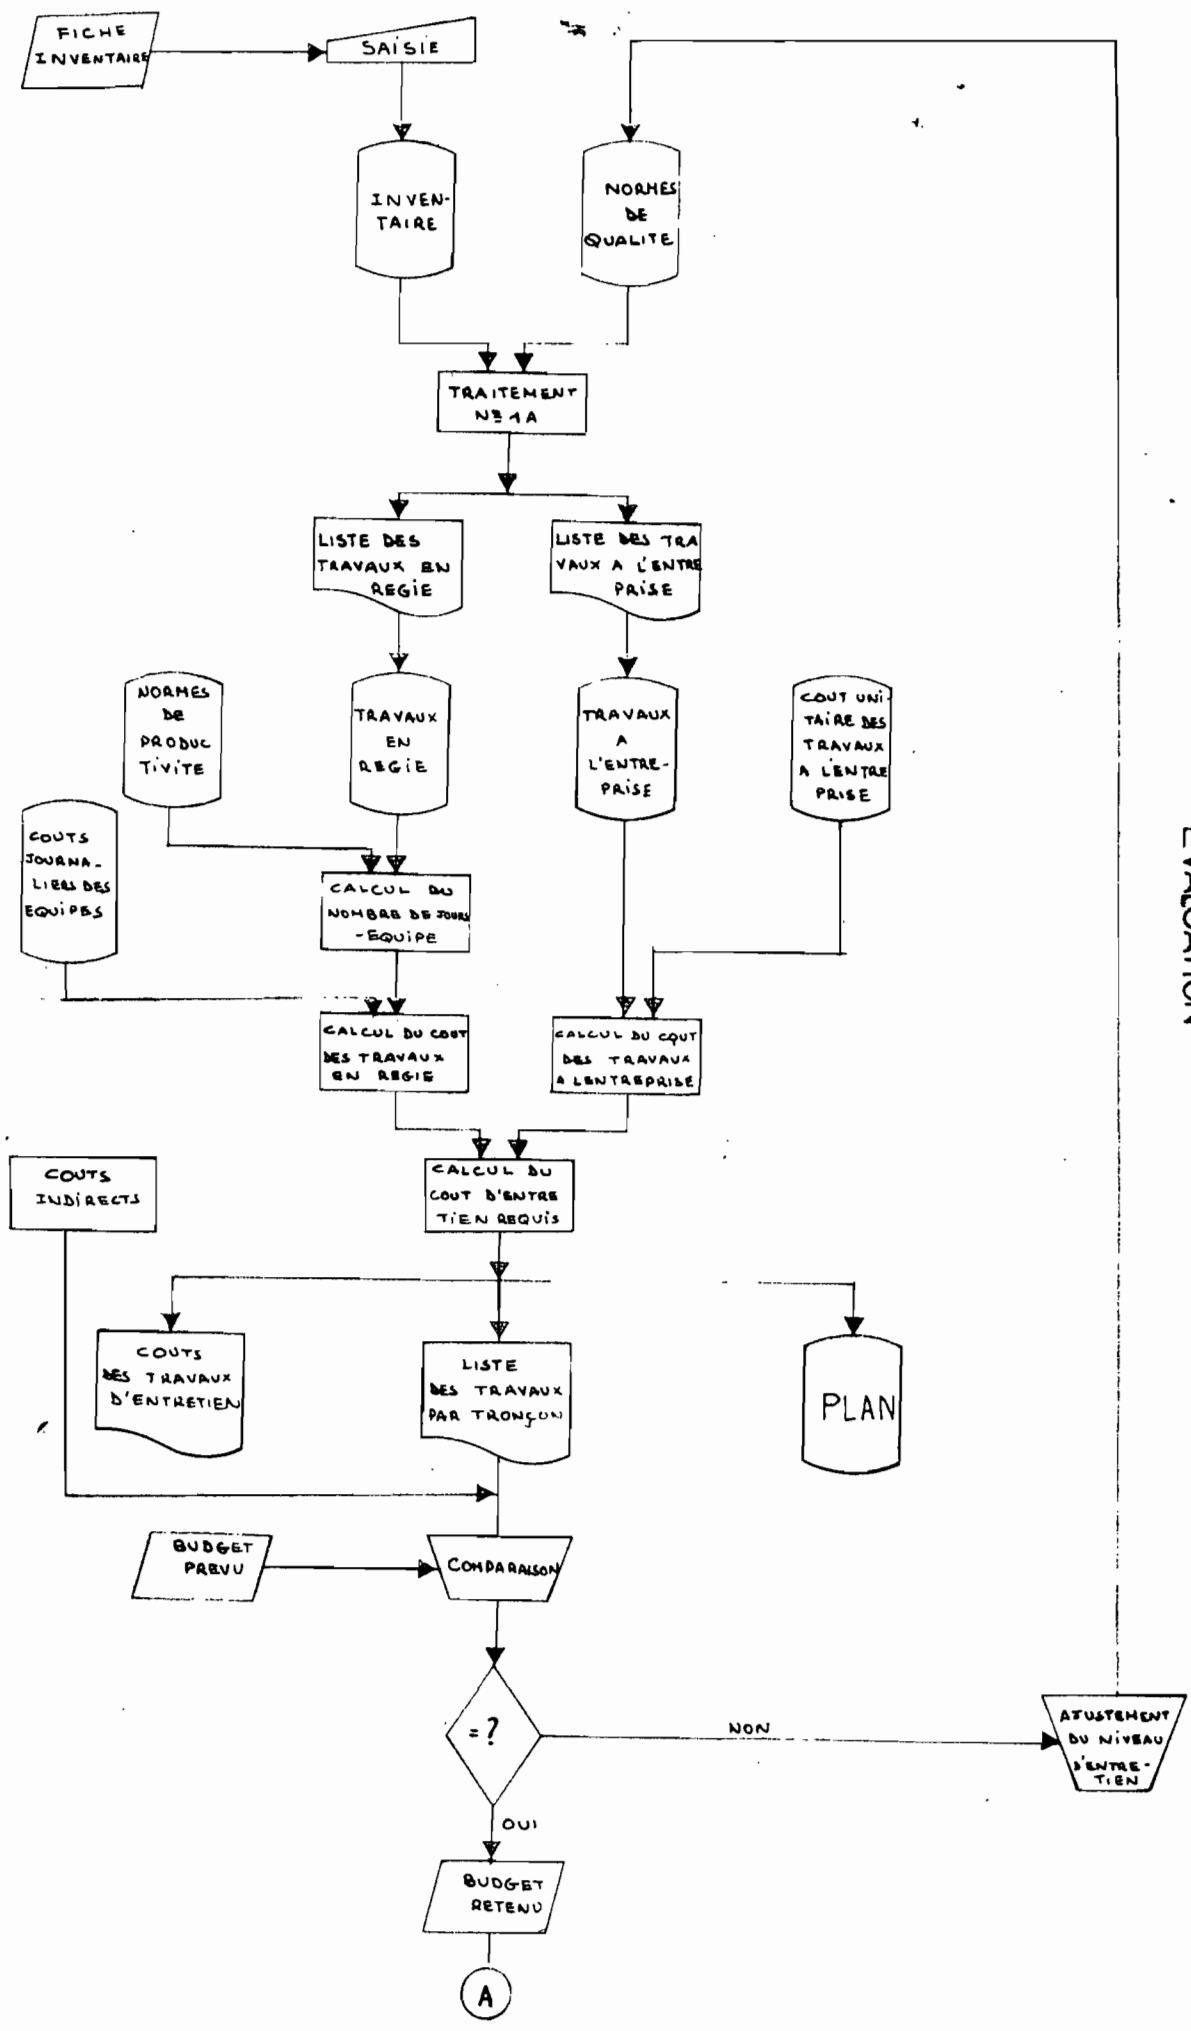 FICHE
INVENTAIRE
SAISIE
INVEN-
TAIRE
NORMES
DE
QUALITE
TRAITEMENT
Nº 1A
LISTE DES
TRAVAUX EN
REGIE
LISTE DES TRA
VAUX A L'ENTRE
PRISE
NORMES
DE
PRODUC
TIVITE
TRAVAUX
EN
REGIE
TRAVAUX
A
L'ENTRE-
PRISE
COUT UNI-
TAIRE DES
TRAVAUX
A L'ENTRE
PRISE
COUTS
JOURNA-
LIERS DES
EQUIPES
CALCUL DU
NOMBRE DE JOURS
-EQUIPE
CALCUL DU COUT
DES TRAVAUX
EN REGIE
CALCUL DU COUT
DES TRAVAUX
A LENTREPRISE
COUTS
INDIRECTS
CALCUL DU
COUT D'ENTRE
TIEN REQUIS
COUTS
DES TRAVAUX
D'ENTRETIEN
LISTE
DES TRAVAUX
PAR TRONÇON
PLAN
BUDGET
PREVU
COMPARAISON
= ?
NON
AJUSTEMENT
DU NIVEAU
D'ENTRE-
TIEN
OUI
BUDGET
RETENU
A